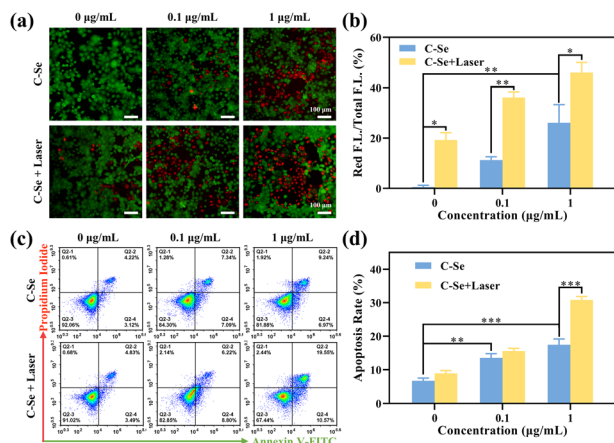 (a)
0 μg/mL
0.1 μg/mL
1 μg/mL
C-Se
100 μm
C-Se + Laser
100 μm
(b)
Red F.L./Total F.L. (%)
60
40
20
0
C-Se
C-Se+Laser
*
**
**
*
0
0.1
1
Concentration (μg/mL)
(c)
Propidium Iodide
0 μg/mL
0.1 μg/mL
1 μg/mL
C-Se
Q2-1
0.61%
Q2-2
4.22%
Q2-3
92.06%
Q2-4
3.12%
Q2-1
1.28%
Q2-2
7.34%
Q2-3
84.30%
Q2-4
7.09%
Q2-1
1.92%
Q2-2
9.24%
Q2-3
81.88%
Q2-4
6.97%
C-Se + Laser
Q2-1
0.66%
Q2-2
4.83%
Q2-3
91.02%
Q2-4
3.49%
Q2-1
2.14%
Q2-2
6.22%
Q2-3
82.85%
Q2-4
8.80%
Q2-1
2.44%
Q2-2
19.55%
Q2-3
67.44%
Q2-4
10.57%
Annexin V-FITC
(d)
Apoptosis Rate (%)
40
30
20
10
0
C-Se
C-Se+Laser
**
***
***
0
0.1
1
Concentration (μg/mL)